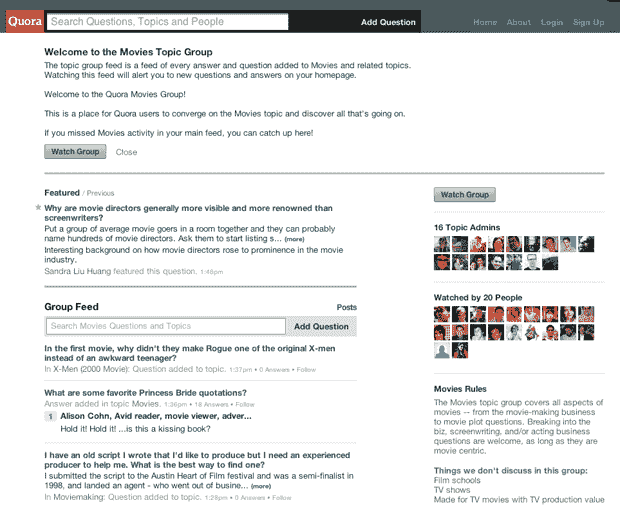 Quora
Search Questions, Topics and People
Add Question
Home About Login Sign Up
Welcome to the Movies Topic Group
The topic group feed is a feed of every answer and question added to Movies and related topics.
Watching this feed will alert you to new questions and answers on your homepage.
Welcome to the Quora Movies Group!
This is a place for Quora users to converge on the Movies topic and discover all that's going on.
If you missed Movies activity in your main feed, you can catch up here!
Watch Group Close
Featured / Previous
Why are movie directors generally more visible and more renowned than
screenwriters?
Put a group of average movie goers in a room together and they can probably
name hundreds of movie directors. Ask them to start listing s... (more)
Interesting background on how movie directors rose to prominence in the movie
industry.
Sandra Liu Huang featured this question. 1:48pm
Group Feed Posts
Search Movies Questions and Topics
Add Question
In the first movie, why didn't they make Rogue one of the original X-men
instead of an awkward teenager?
In X-Men (2000 Movie): Question added to topic. 1:37pm • 0 Answers • Follow
What are some favorite Princess Bride quotations?
Answer added in topic Movies. 1:36pm • 18 Answers • Follow
1 Alison Cohn, Avid reader, movie viewer, adver...
Hold it! Hold it! ...is this a kissing book?
I have an old script I wrote that I'd like to produce but I need an experienced
producer to help me. What is the best way to find one?
I submitted the script to the Austin Heart of Film festival and was a semi-finalist in
1998, and landed an agent - who went out of busine... (more)
In Moviemaking: Question added to topic. 1:29pm • 0 Answers • Follow
Watch Group
16 Topic Admins
Watched by 20 People
Movies Rules
The Movies topic group covers all aspects of
movies -- from the movie-making business
to movie plot questions. Breaking into the
biz, screenwriting, and/or acting business
questions are welcome, as long as they are
movie centric.
Things we don't discuss in this group:
Film schools
TV shows
Made for TV movies with TV production value